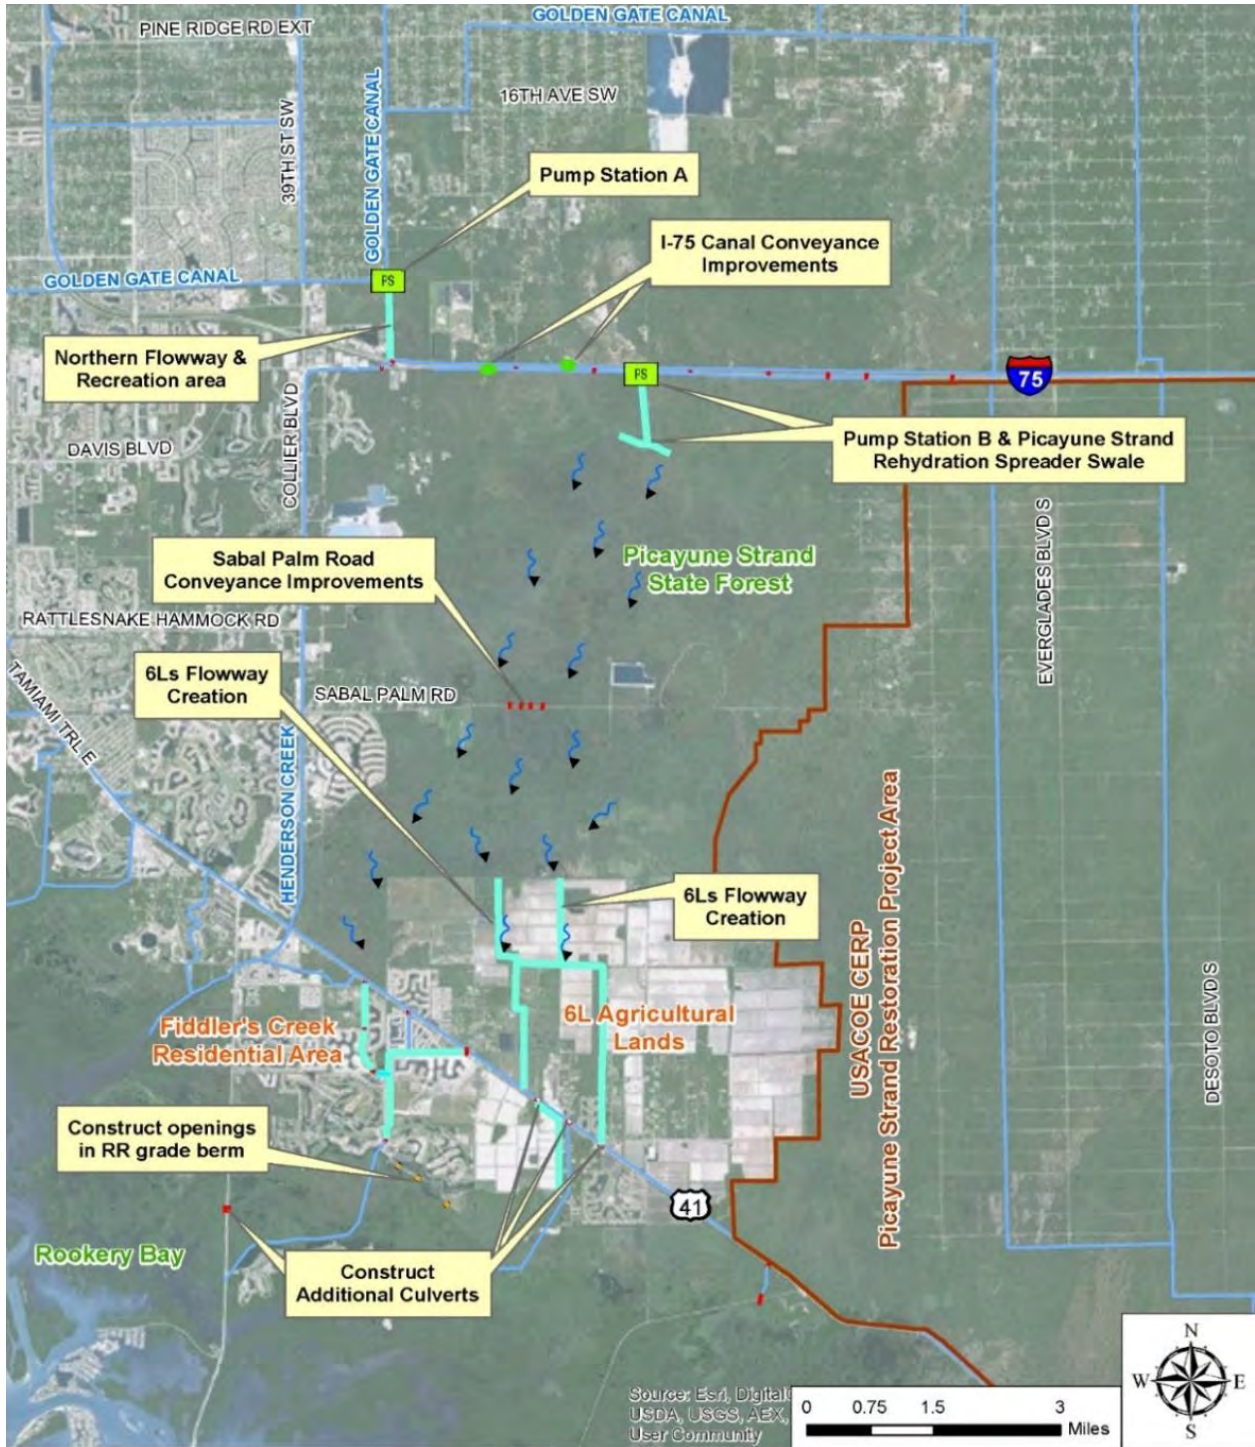 GOLDEN GATE CANAL
PINE RIDGE RD EXT
16TH AVE SW
39TH ST SW
GOLDEN GATE CANAL
Pump Station A
I-75 Canal Conveyance
Improvements
GOLDEN GATE CANAL
PS
Northern Flowway &
Recreation area
PS
75
COLLIER BLVD
DAVIS BLVD
Pump Station B & Picayune Strand
Rehydration Spreader Swale
EVERGLADES BLVD S
Sabal Palm Road
Conveyance Improvements
Picayune Strand
State Forest
RATTLESNAKE HAMMOCK RD
6Ls Flowway
Creation
SABAL PALM RD
TAMIAMI TRL E
HENDERSON CREEK
6Ls Flowway
Creation
USACOE CERP
Picayune Strand Restoration Project Area
DESOTO BLVD S
Fiddler's Creek
Residential Area
6L Agricultural
Lands
Construct openings
in RR grade berm
41
Rookery Bay
Construct
Additional Culverts
Source: Esri, Digital
USDA, USGS, AEX,
User Community
0 0.75 1.5 3
Miles
N
W E
S